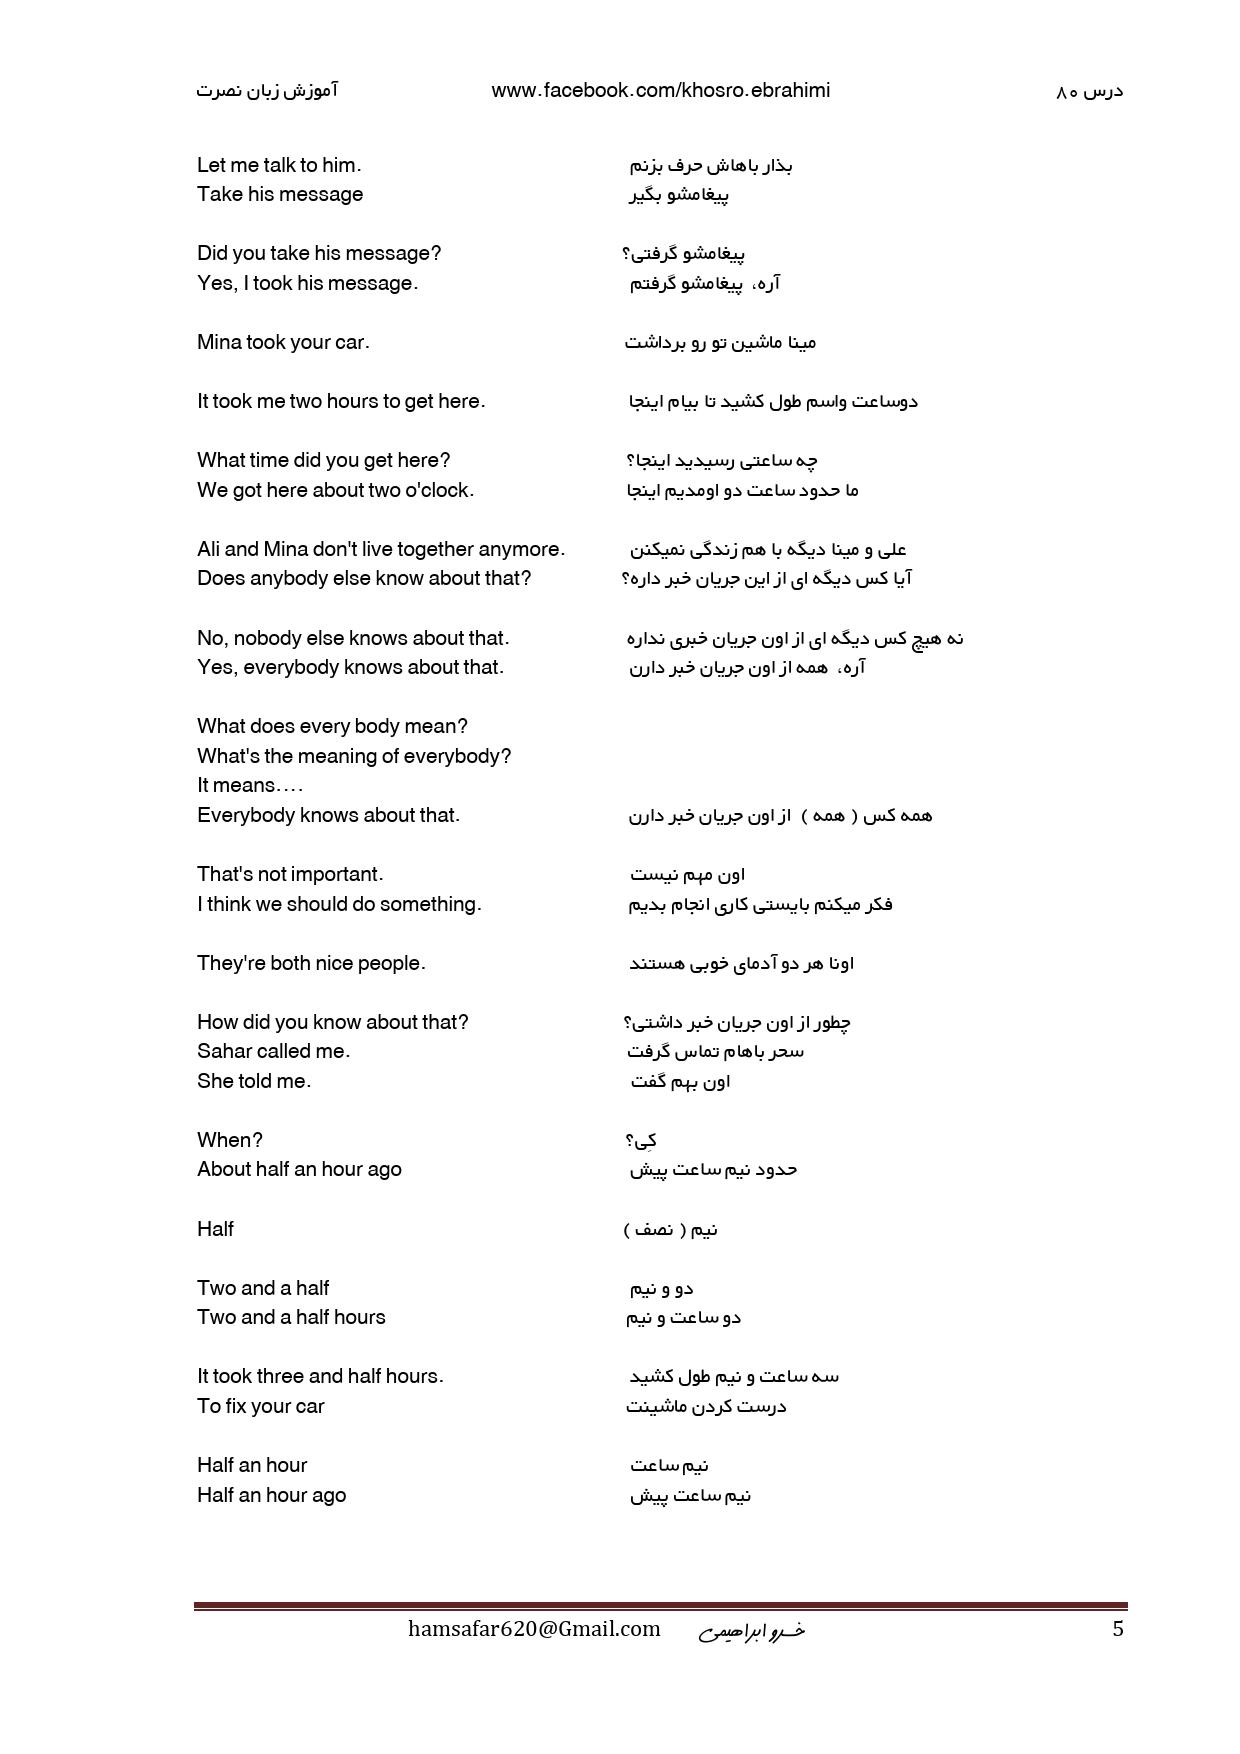 آموزش زبان نصرت www.facebook.com/khosro.ebrahimi درس ۸۰
Let me talk to him. بذار باهاش حرف بزنم
Take his message پیغامشو بگیر
Did you take his message? پیغامشو گرفتی؟
Yes, I took his message. آره، پیغامشو گرفتم
Mina took your car. مینا ماشین تو رو برداشت
It took me two hours to get here. دوساعت واسم طول کشید تا بیام اینجا
What time did you get here? چه ساعتی رسیدید اینجا؟
We got here about two o'clock. ما حدود ساعت دو اومدیم اینجا
Ali and Mina don't live together anymore. علی و مینا دیگه با هم زندگی نمیکنن
Does anybody else know about that? آیا کس دیگه ای از این جریان خبر داره؟
No, nobody else knows about that. نه هیچ کس دیگه ای از اون جریان خبری نداره
Yes, everybody knows about that. آره، همه از اون جریان خبر دارن
What does every body mean?
What's the meaning of everybody?
It means....
Everybody knows about that. همه کس ( همه ) از اون جریان خبر دارن
That's not important. اون مهم نیست
I think we should do something. فکر میکنم بایستی کاری انجام بدیم
They're both nice people. اونا هر دو آدمای خوبی هستند
How did you know about that? چطور از اون جریان خبر داشتی؟
Sahar called me. سحر باهام تماس گرفت
She told me. اون بهم گفت
When? کِی؟
About half an hour ago حدود نیم ساعت پیش
Half نیم ( نصف )
Two and a half دو و نیم
Two and a half hours دو ساعت و نیم
It took three and half hours. سه ساعت و نیم طول کشید
To fix your car درست کردن ماشینت
Half an hour نیم ساعت
Half an hour ago نیم ساعت پیش
hamsafar620@Gmail.com خسرو ابراهیمی 5